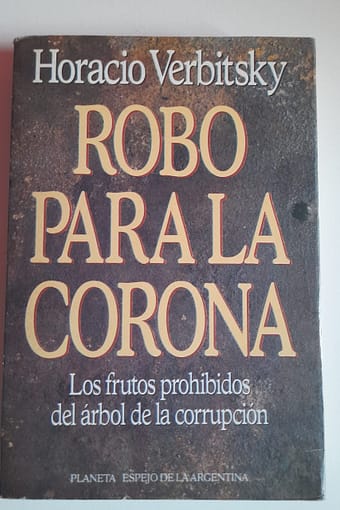 Horacio Verbitsky
ROBO
PARA LA
CORONA
Los frutos prohibidos
del árbol de la corrupción
PLANETA ESPEJO DE LA ARGENTINA